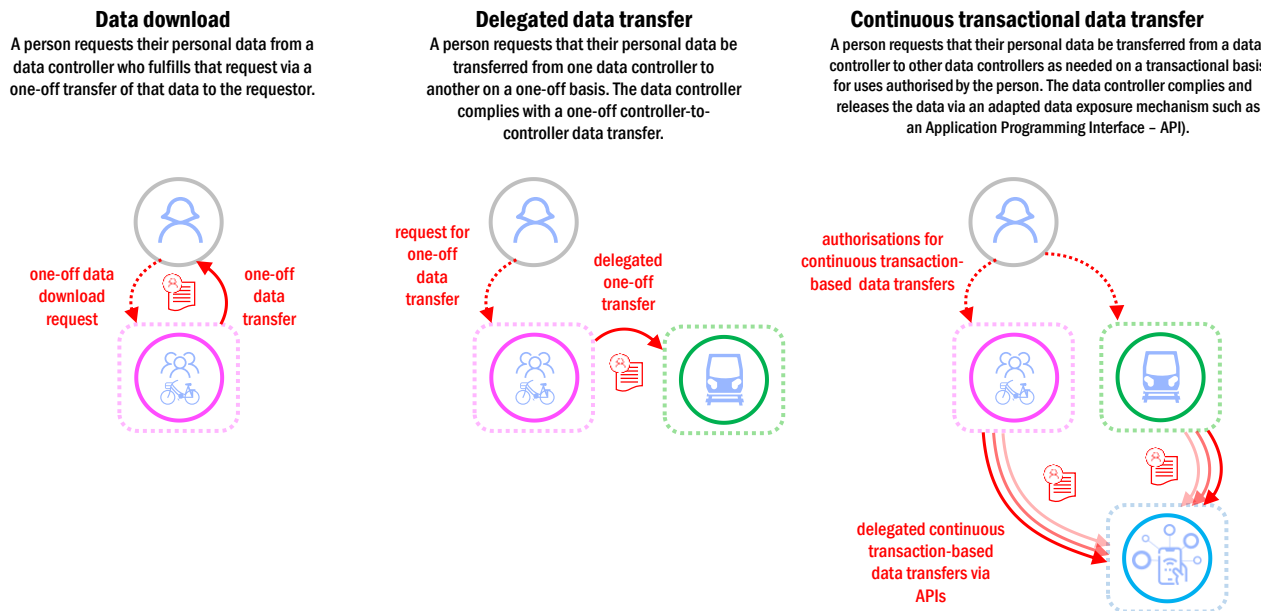 Data download
A person requests their personal data from a
data controller who fulfills that request via a
one-off transfer of that data to the requestor.
Delegated data transfer
A person requests that their personal data be
transferred from one data controller to
another on a one-off basis. The data controller
complies with a one-off controller-to-
controller data transfer.
Continuous transactional data transfer
A person requests that their personal data be transferred from a data
controller to other data controllers as needed on a transactional basis
for uses authorised by the person. The data controller complies and
releases the data via an adapted data exposure mechanism such as
an Application Programming Interface – API).
one-off data
download
request
one-off
data
transfer
request for
one-off
data
transfer
delegated
one-off
transfer
authorisations for
continuous transaction-
based data transfers
delegated continuous
transaction-based
data transfers via
APIs